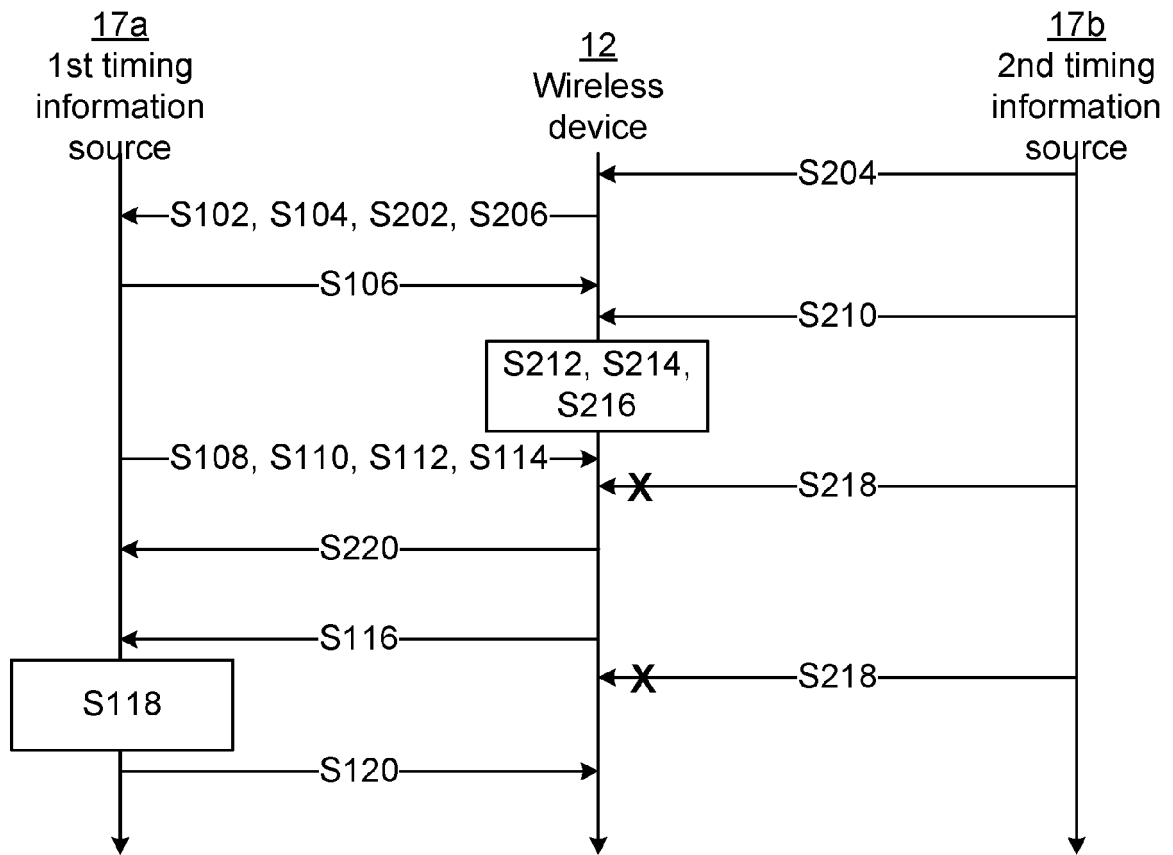 17a
1st timing
information
source
12
Wireless
device
17b
2nd timing
information
source
S204
S102, S104, S202, S206
S106
S210
S212, S214,
S216
S108, S110, S112, S114
X
S218
S220
S116
X
S218
S118
S120